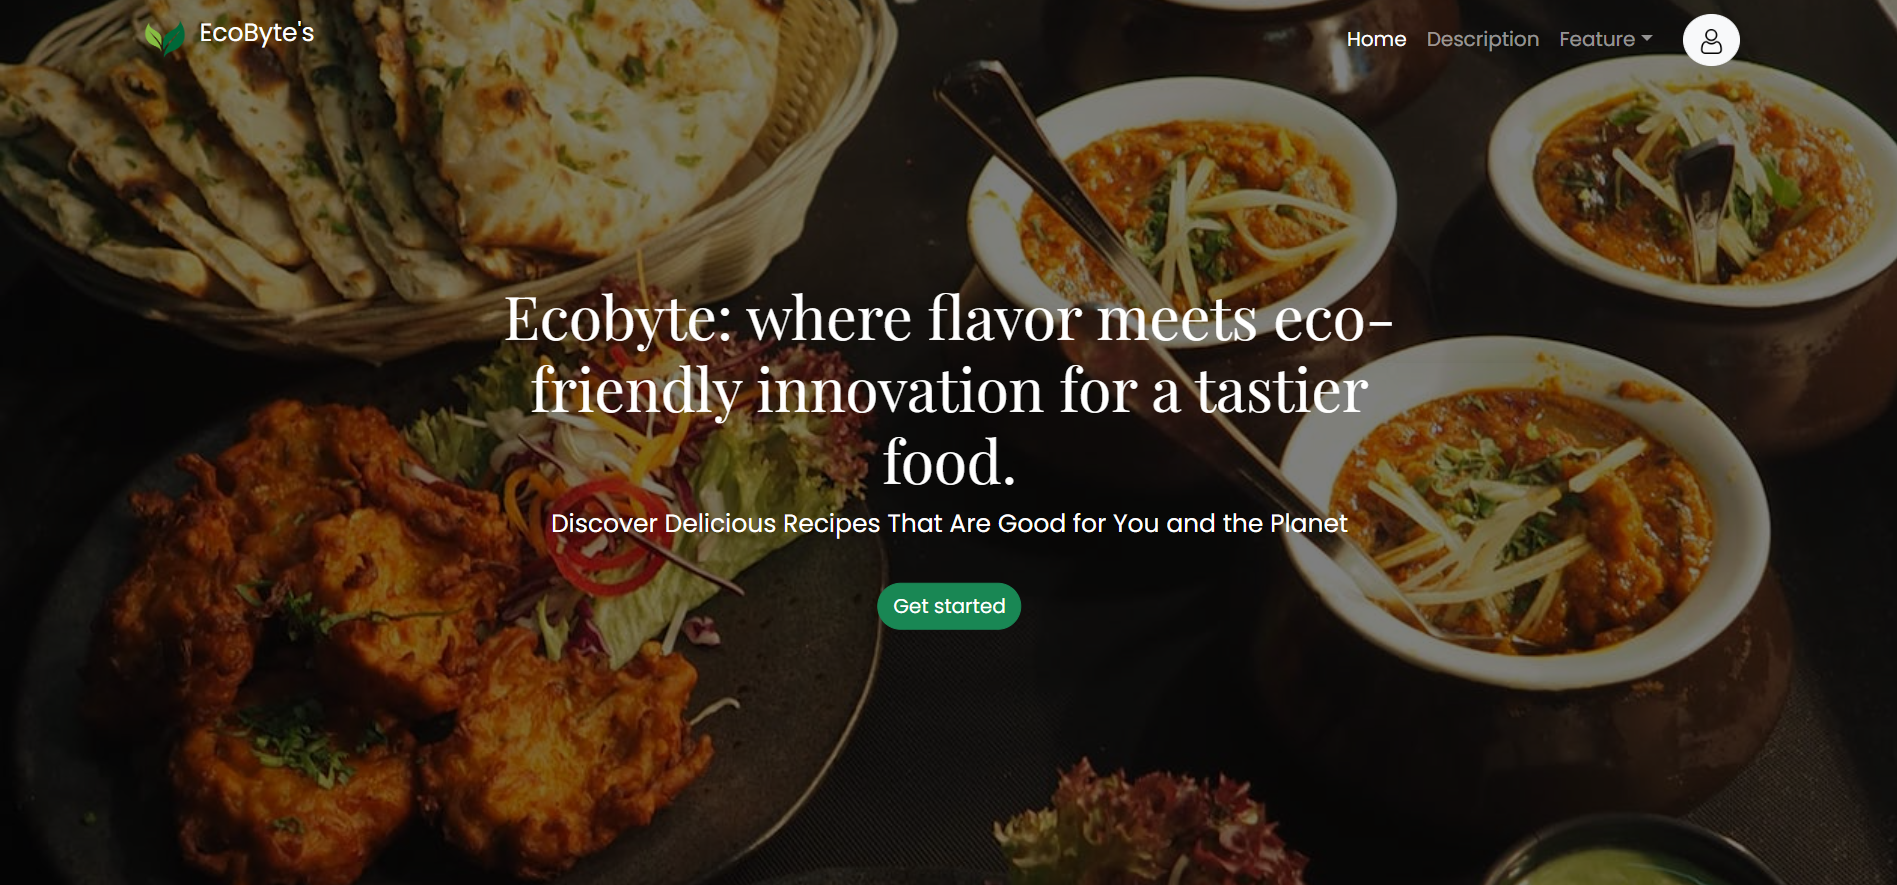 EcoByte's
Home Description Feature
Ecobyte: where flavor meets eco-
friendly innovation for a tastier
food.
Discover Delicious Recipes That Are Good for You and the Planet
Get started